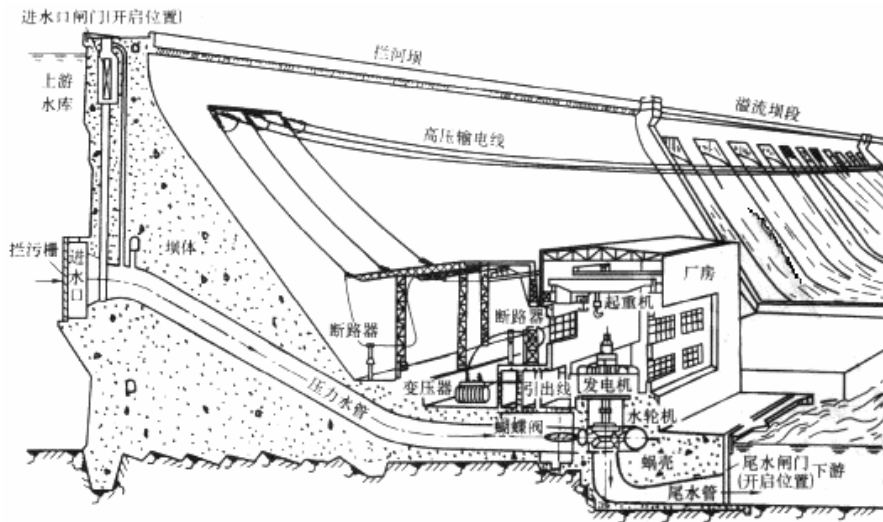 进水口闸门(开启位置)
上游
水库
拦河坝
溢流坝段
高压输电线
拦污栅
进
水
口
坝体
厂房
起重机
断路器
断路器
压力水管
变压器
引出线
发电机
水轮机
蝴蝶阀
蜗壳
尾水闸门
(开启位置)
下游
尾水管